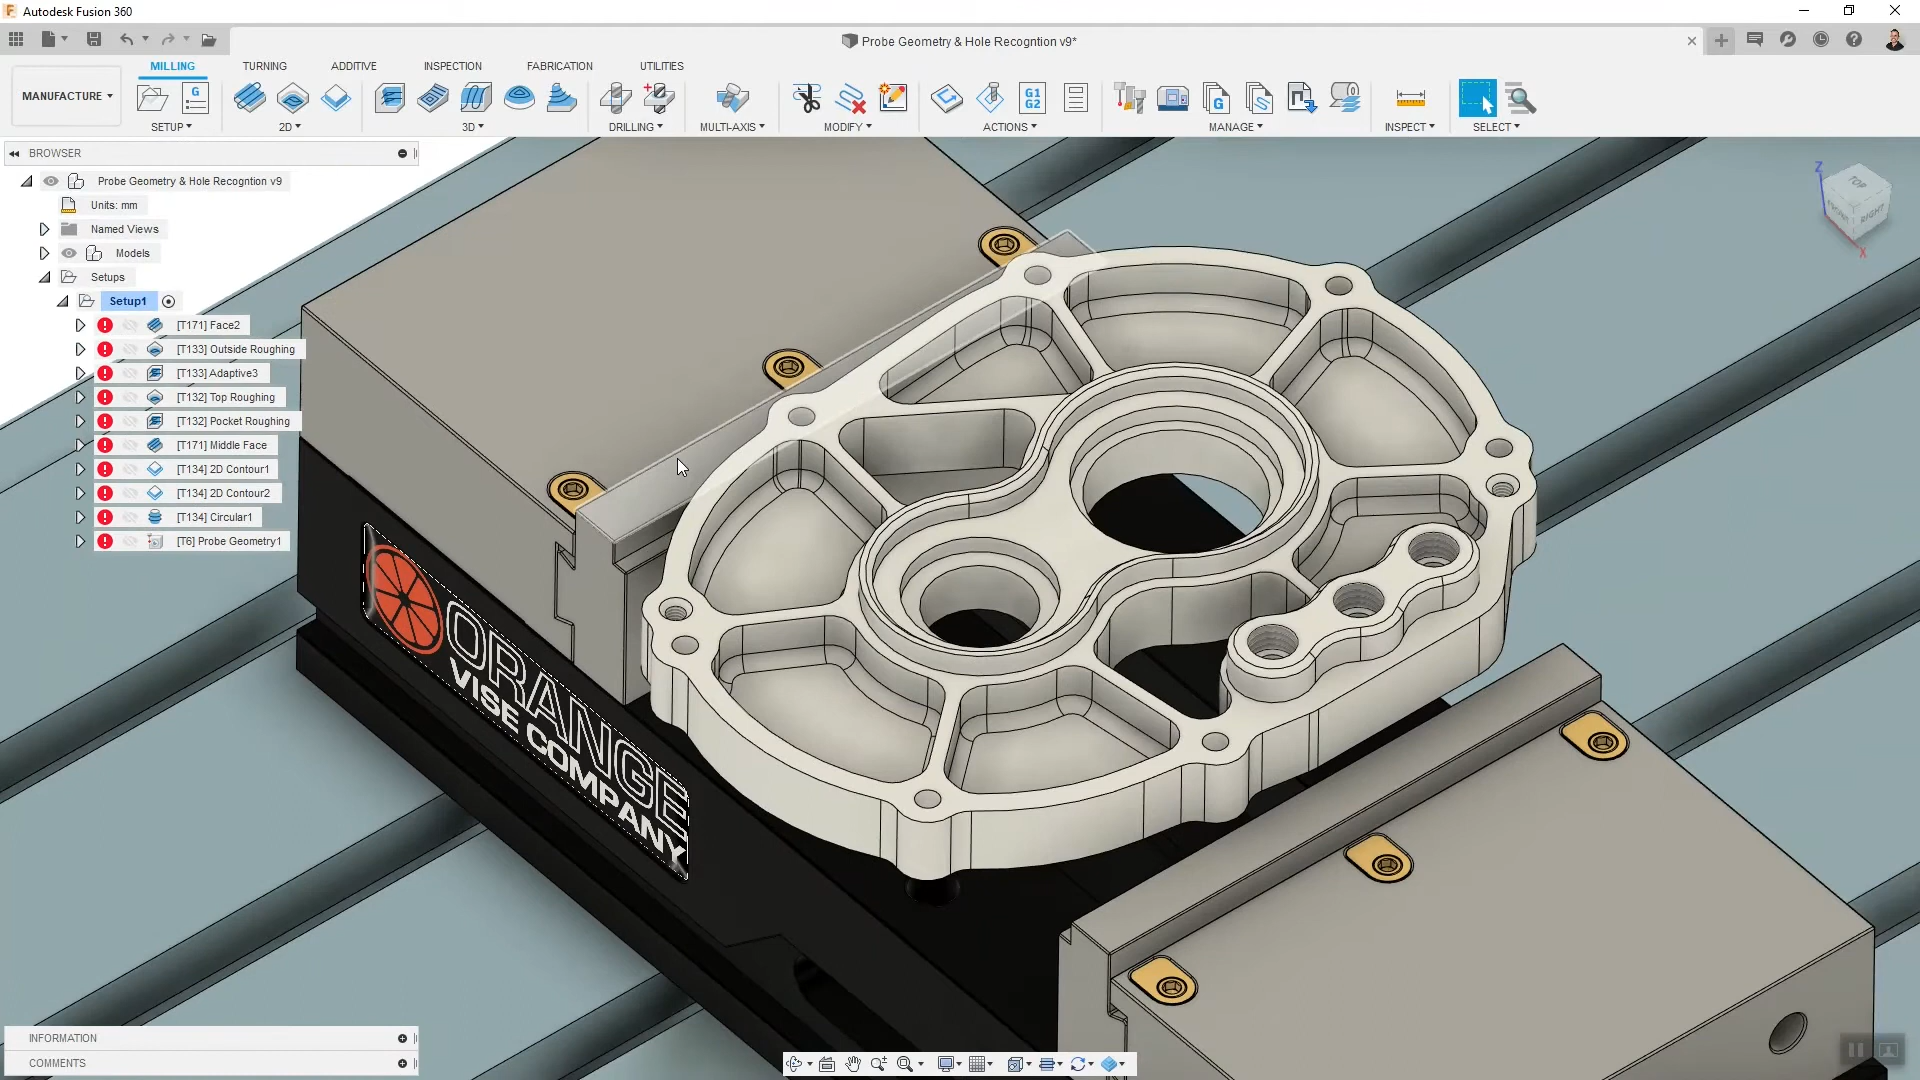 Autodesk Fusion 360
Probe Geometry & Hole Recogntion v9*
MANUFACTURE
MILLING
TURNING
ADDITIVE
INSPECTION
FABRICATION
UTILITIES
G
G1
G2
G
SETUP
2D
3D
DRILLING
MULTI-AXIS
MODIFY
ACTIONS
MANAGE
INSPECT
SELECT
BROWSER
Probe Geometry & Hole Recogntion v9
Units: mm
Named Views
Models
Setups
Setup1
[T171] Face2
[T133] Outside Roughing
[T133] Adaptive3
[T132] Top Roughing
[T132] Pocket Roughing
[T171] Middle Face
[T134] 2D Contour1
[T134] 2D Contour2
[T134] Circular1
[T6] Probe Geometry1
Z
TOP
FRONT
RIGHT
X
ORANGE
VISE COMPANY
INFORMATION
COMMENTS